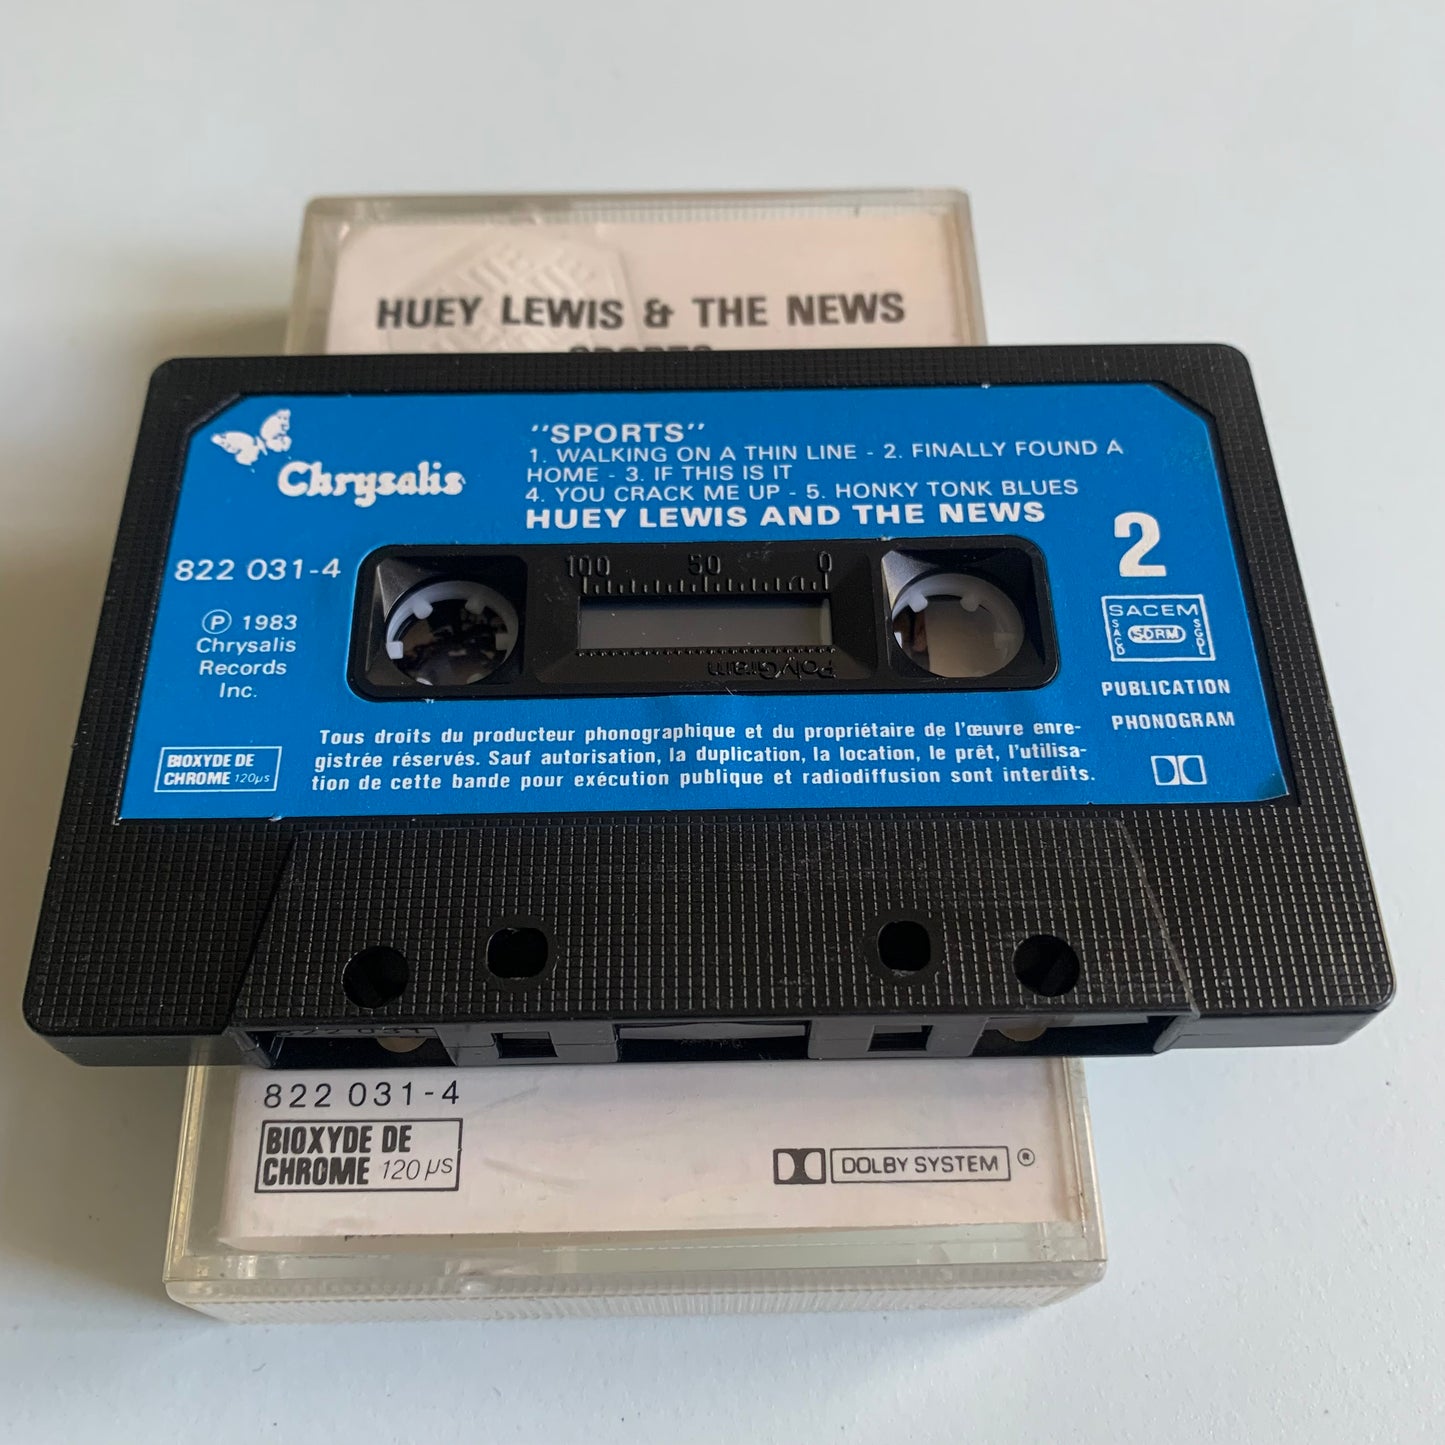 HUEY LEWIS & THE NEWS
SPORTS
Chrysalis
"SPORTS"
1. WALKING ON A THIN LINE - 2. FINALLY FOUND A
HOME - 3. IF THIS IS IT
4. YOU CRACK ME UP - 5. HONKY TONK BLUES
HUEY LEWIS AND THE NEWS
2
822 031-4
Ⓟ 1983
Chrysalis
Records
Inc.
100 50 0
PolyGram
SACEM
SACD SDRM SGDL
PUBLICATION
PHONOGRAM
BIOXYDE DE
CHROME 120µs
Tous droits du producteur phonographique et du propriétaire de l'œuvre enre-
gistrée réservés. Sauf autorisation, la duplication, la location, le prêt, l'utilisa-
tion de cette bande pour exécution publique et radiodiffusion sont interdits.
822 031
822 031-4
BIOXYDE DE
CHROME 120 µs
DOLBY SYSTEM ®